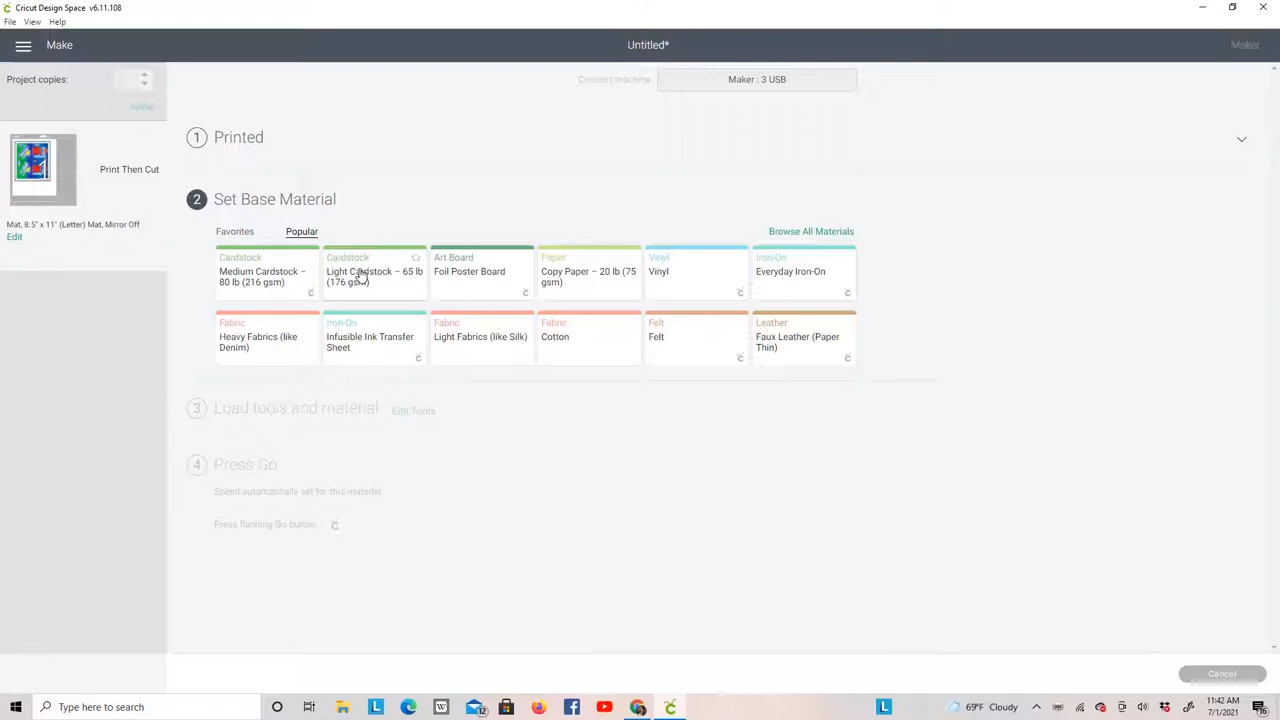 Cricut Design Space v6.11.108
File View Help
Make
Untitled*
Maker
Project copies:
Apply
Connect machine
Maker : 3 USB
1 Printed
Print Then Cut
Mat, 8.5" x 11" (Letter) Mat, Mirror Off
Edit
2 Set Base Material
Favorites Popular Browse All Materials
Cardstock
Medium Cardstock –
80 lb (216 gsm)
Cardstock
Light Cardstock – 65 lb
(176 gsm)
Art Board
Foil Poster Board
Paper
Copy Paper – 20 lb (75
gsm)
Vinyl
Vinyl
Iron-On
Everyday Iron-On
Fabric
Heavy Fabrics (like
Denim)
Iron-On
Infusible Ink Transfer
Sheet
Fabric
Light Fabrics (like Silk)
Fabric
Cotton
Felt
Felt
Leather
Faux Leather (Paper
Thin)
3 Load tools and material Edit Tools
4 Press Go
Speed automatically set for this material.
Press flashing Go button
Cancel
Type here to search
12
69°F Cloudy
11:42 AM
7/1/2021